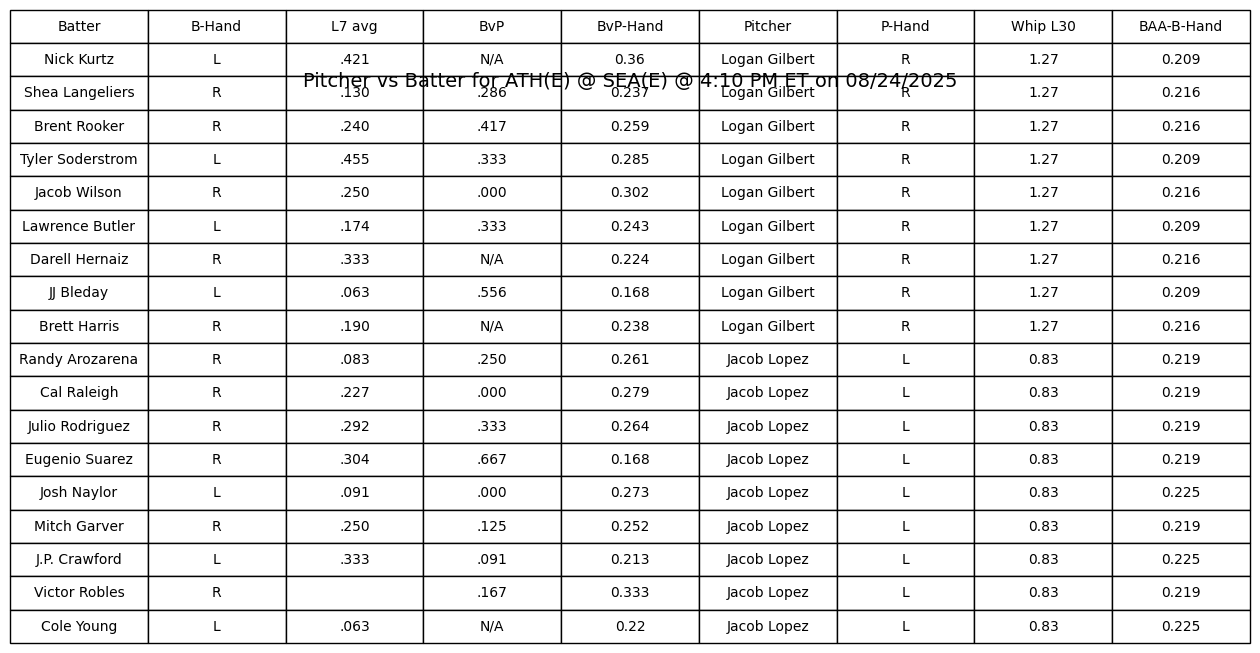 Batter B-Hand L7 avg BvP BvP-Hand Pitcher P-Hand Whip L30 BAA-B-Hand
Nick Kurtz L .421 N/A 0.36 Logan Gilbert R 1.27 0.209
Pitcher vs Batter for ATH(E) @ SEA(E) @ 4:10 PM ET on 08/24/2025
Shea Langeliers R .130 .286 0.237 Logan Gilbert R 1.27 0.216
Brent Rooker R .240 .417 0.259 Logan Gilbert R 1.27 0.216
Tyler Soderstrom L .455 .333 0.285 Logan Gilbert R 1.27 0.209
Jacob Wilson R .250 .000 0.302 Logan Gilbert R 1.27 0.216
Lawrence Butler L .174 .333 0.243 Logan Gilbert R 1.27 0.209
Darell Hernaiz R .333 N/A 0.224 Logan Gilbert R 1.27 0.216
JJ Bleday L .063 .556 0.168 Logan Gilbert R 1.27 0.209
Brett Harris R .190 N/A 0.238 Logan Gilbert R 1.27 0.216
Randy Arozarena R .083 .250 0.261 Jacob Lopez L 0.83 0.219
Cal Raleigh R .227 .000 0.279 Jacob Lopez L 0.83 0.219
Julio Rodriguez R .292 .333 0.264 Jacob Lopez L 0.83 0.219
Eugenio Suarez R .304 .667 0.168 Jacob Lopez L 0.83 0.219
Josh Naylor L .091 .000 0.273 Jacob Lopez L 0.83 0.225
Mitch Garver R .250 .125 0.252 Jacob Lopez L 0.83 0.219
J.P. Crawford L .333 .091 0.213 Jacob Lopez L 0.83 0.225
Victor Robles R .167 0.333 Jacob Lopez L 0.83 0.219
Cole Young L .063 N/A 0.22 Jacob Lopez L 0.83 0.225